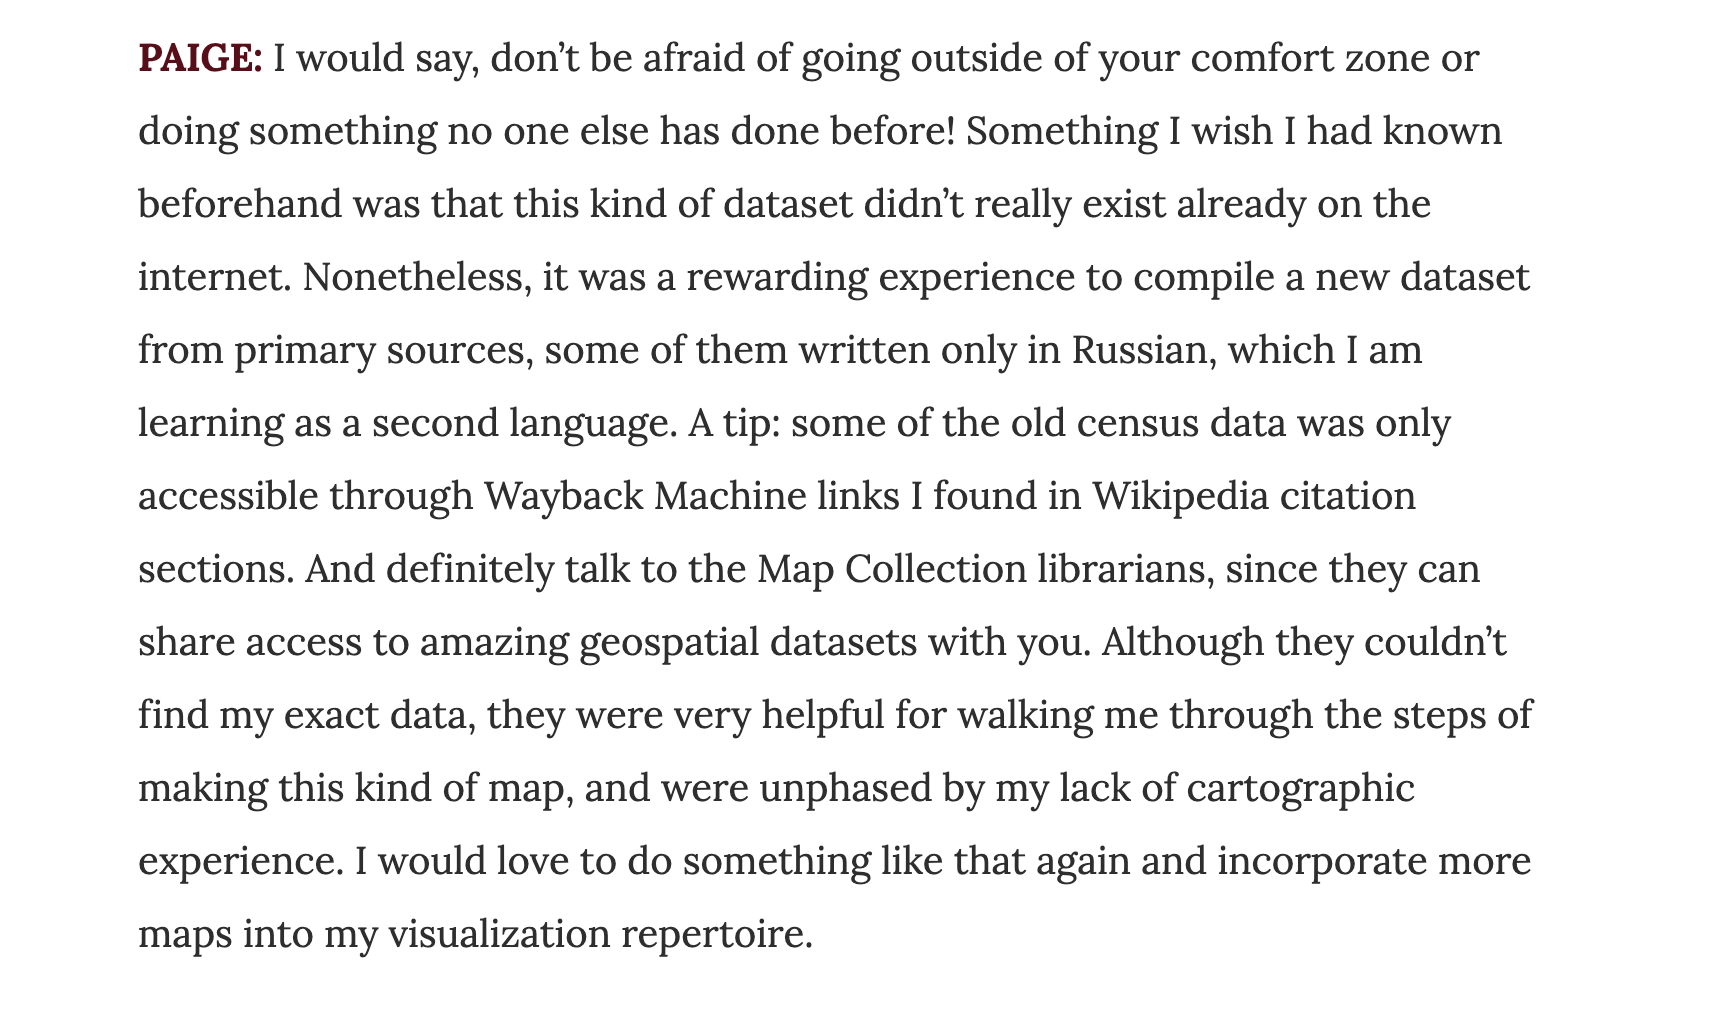 PAIGE: I would say, don’t be afraid of going outside of your comfort zone or
doing something no one else has done before! Something I wish I had known
beforehand was that this kind of dataset didn’t really exist already on the
internet. Nonetheless, it was a rewarding experience to compile a new dataset
from primary sources, some of them written only in Russian, which I am
learning as a second language. A tip: some of the old census data was only
accessible through Wayback Machine links I found in Wikipedia citation
sections. And definitely talk to the Map Collection librarians, since they can
share access to amazing geospatial datasets with you. Although they couldn’t
find my exact data, they were very helpful for walking me through the steps of
making this kind of map, and were unphased by my lack of cartographic
experience. I would love to do something like that again and incorporate more
maps into my visualization repertoire.